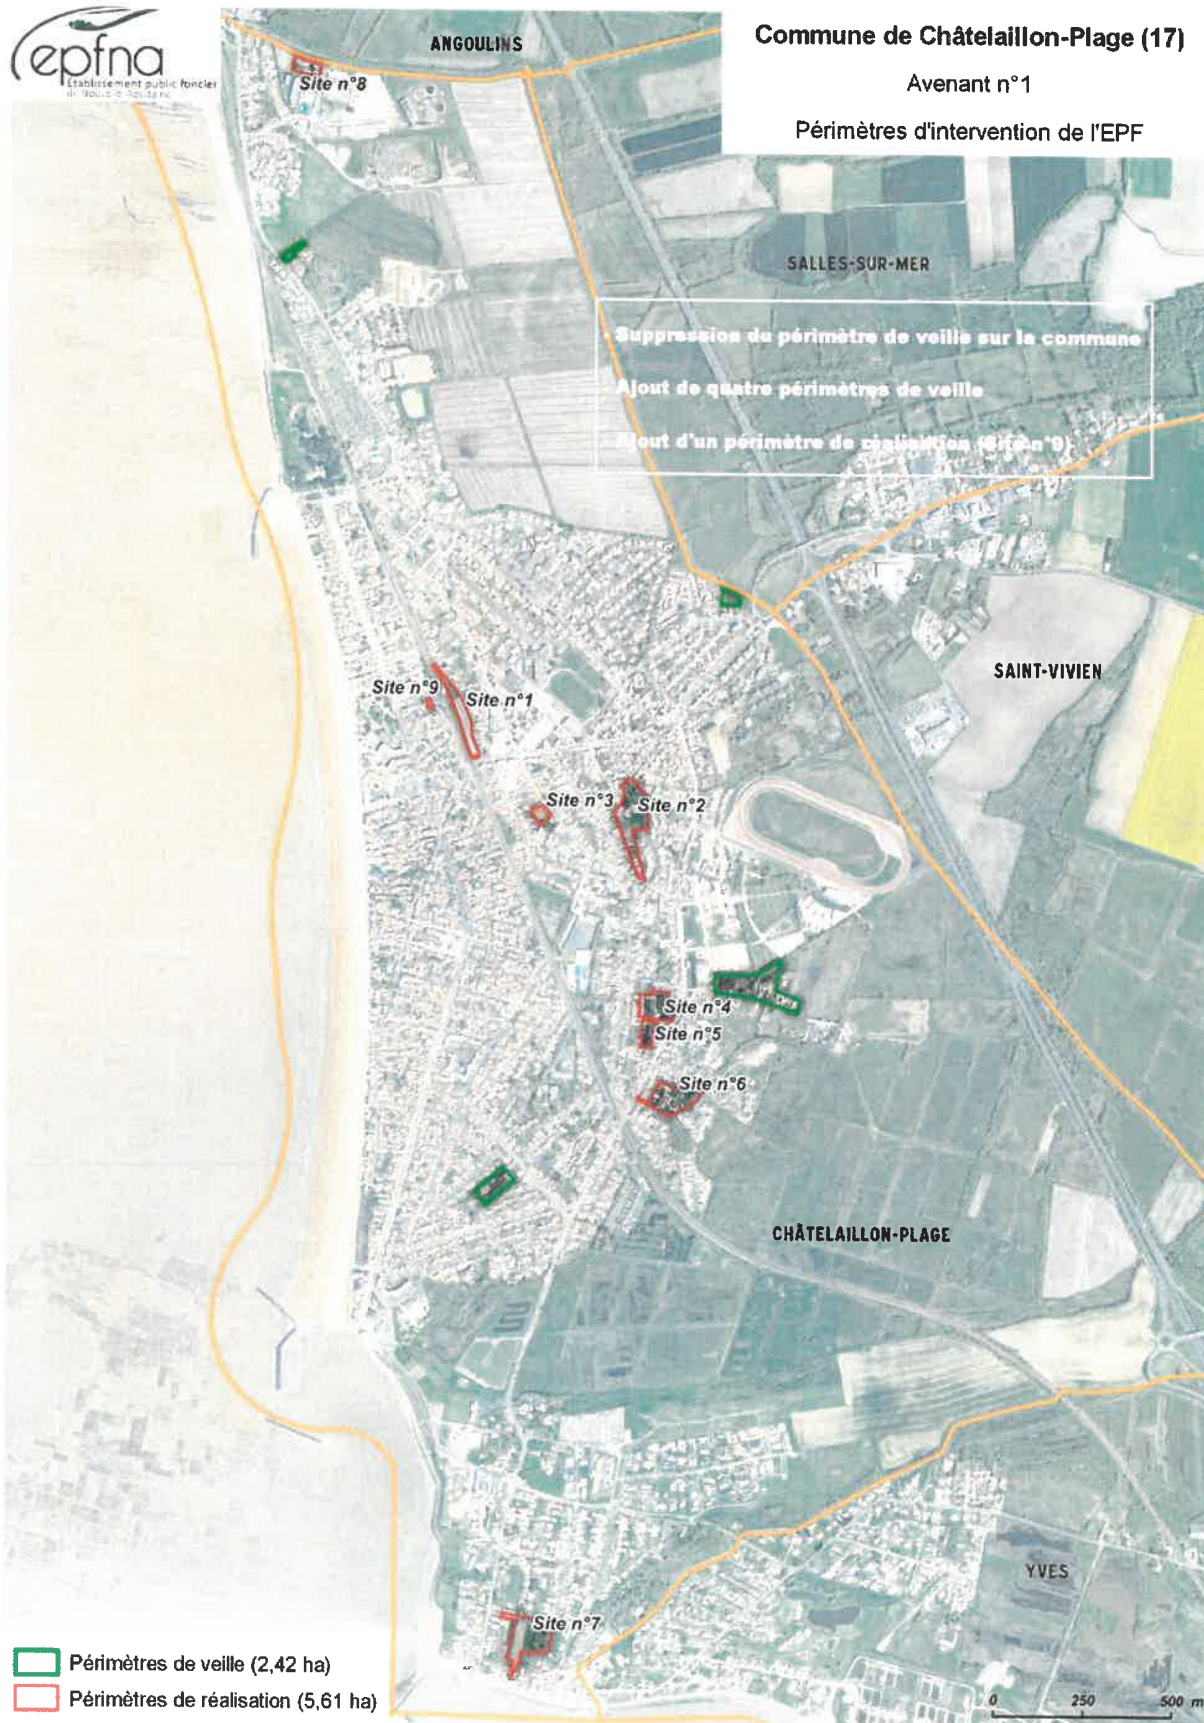 epfna
Établissement public foncier
de Nouvelle-Aquitaine
Commune de Châtelaillon-Plage (17)
Avenant n°1
Périmètres d'intervention de l'EPF
ANGOULINS
Site n°8
SALLES-SUR-MER
- Suppression du périmètre de veille sur la commune
Ajout de quatre périmètres de veille
Ajout d'un périmètre de réalisation (Site n°9)
SAINT-VIVIEN
Site n°9
Site n°1
Site n°3
Site n°2
Site n°4
Site n°5
Site n°6
CHÂTELAILLON-PLAGE
YVES
Site n°7
Périmètres de veille (2,42 ha)
Périmètres de réalisation (5,61 ha)
0 250 500 m